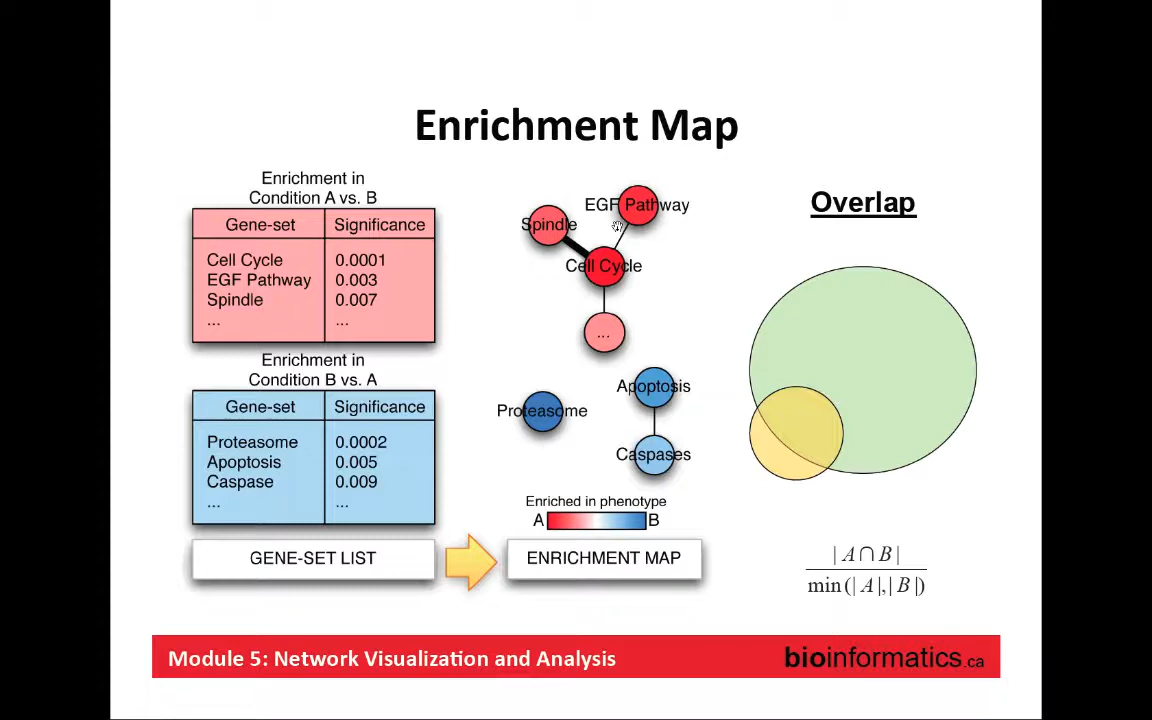 Enrichment Map
Enrichment in
Condition A vs. B
Gene-set Significance
Cell Cycle 0.0001
EGF Pathway 0.003
Spindle 0.007
... ...
Enrichment in
Condition B vs. A
Gene-set Significance
Proteasome 0.0002
Apoptosis 0.005
Caspase 0.009
... ...
GENE-SET LIST
EGF Pathway
Spindle
Cell Cycle
...
Apoptosis
Proteasome
Caspases
Enriched in phenotype
A B
ENRICHMENT MAP
Overlap
| A ∩ B |
min (| A |,| B |)
Module 5: Network Visualization and Analysis
bioinformatics.ca